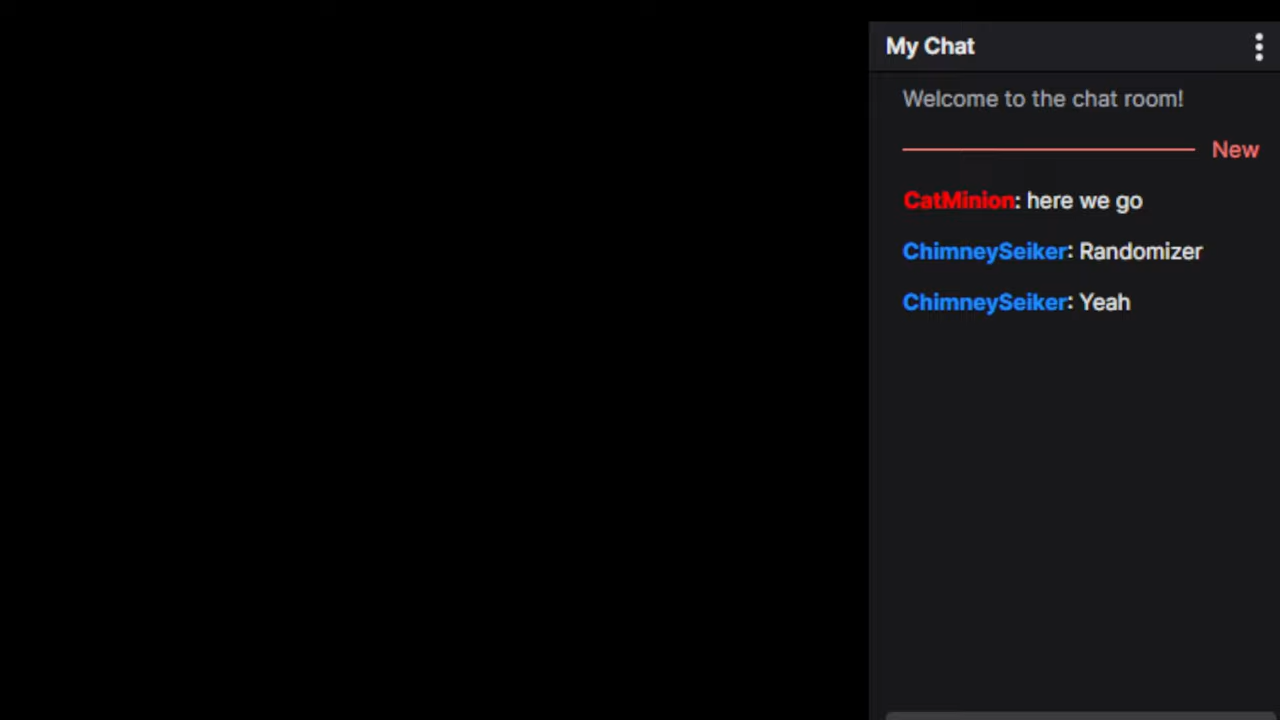 My Chat
Welcome to the chat room!
New
CatMinion: here we go
ChimneySeiker: Randomizer
ChimneySeiker: Yeah